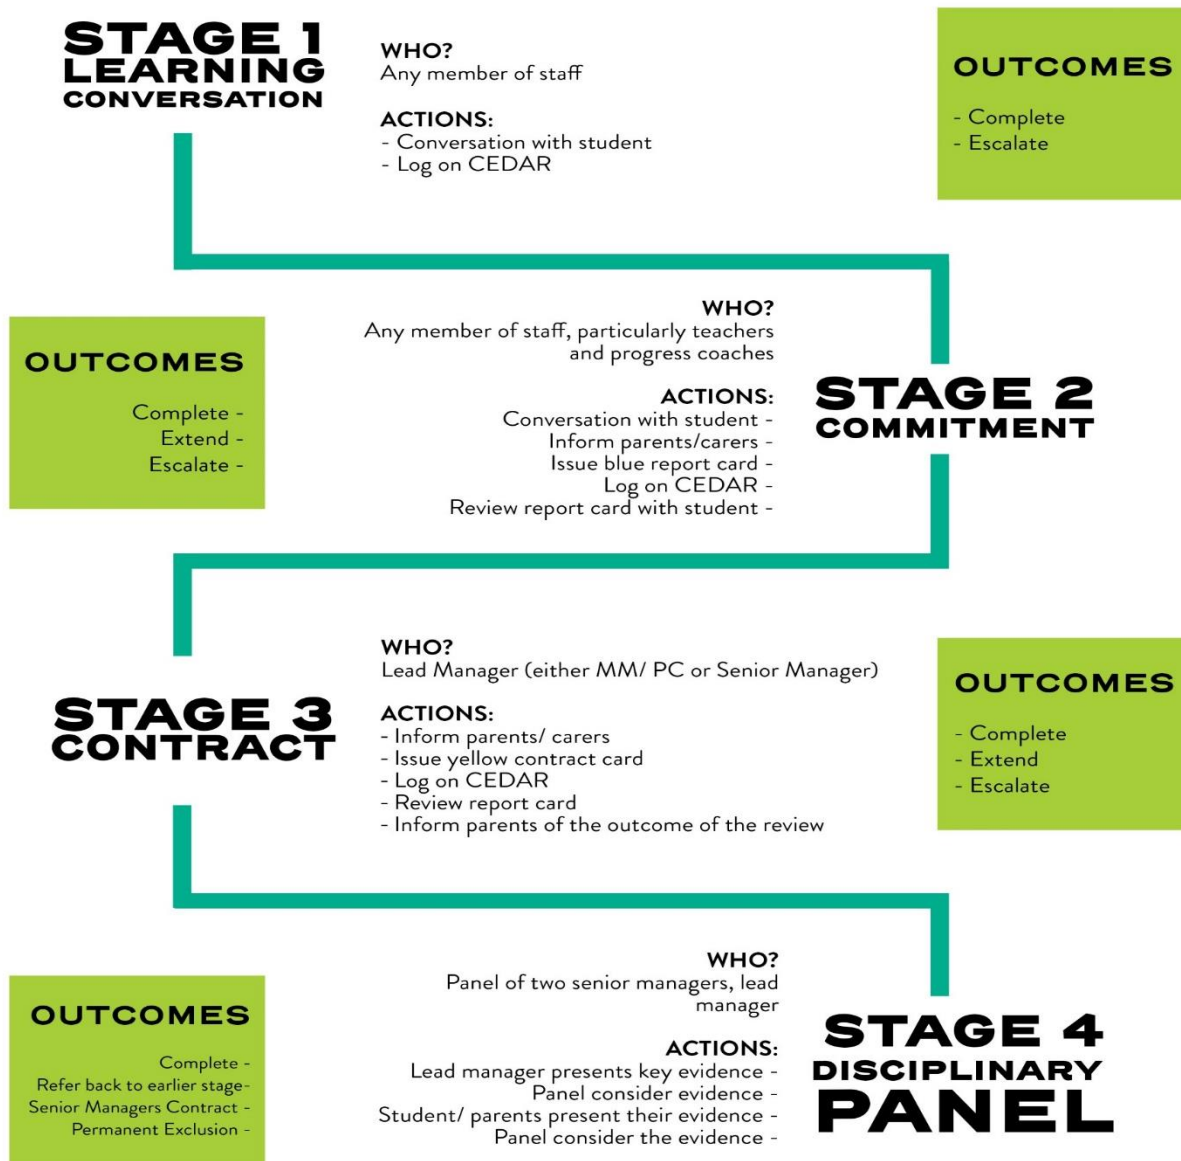 STAGE 1
LEARNING
CONVERSATION
WHO?
Any member of staff
ACTIONS:
- Conversation with student
- Log on CEDAR
OUTCOMES
- Complete
- Escalate
STAGE 2
COMMITMENT
WHO?
Any member of staff, particularly teachers
and progress coaches
ACTIONS:
Conversation with student -
Inform parents/carers -
Issue blue report card -
Log on CEDAR -
Review report card with student -
OUTCOMES
Complete -
Extend -
Escalate -
STAGE 3
CONTRACT
WHO?
Lead Manager (either MM/ PC or Senior Manager)
ACTIONS:
- Inform parents/ carers
- Issue yellow contract card
- Log on CEDAR
- Review report card
- Inform parents of the outcome of the review
OUTCOMES
- Complete
- Extend
- Escalate
STAGE 4
DISCIPLINARY
PANEL
WHO?
Panel of two senior managers, lead
manager
ACTIONS:
Lead manager presents key evidence -
Panel consider evidence -
Student/ parents present their evidence -
Panel consider the evidence -
OUTCOMES
Complete -
Refer back to earlier stage-
Senior Managers Contract -
Permanent Exclusion -